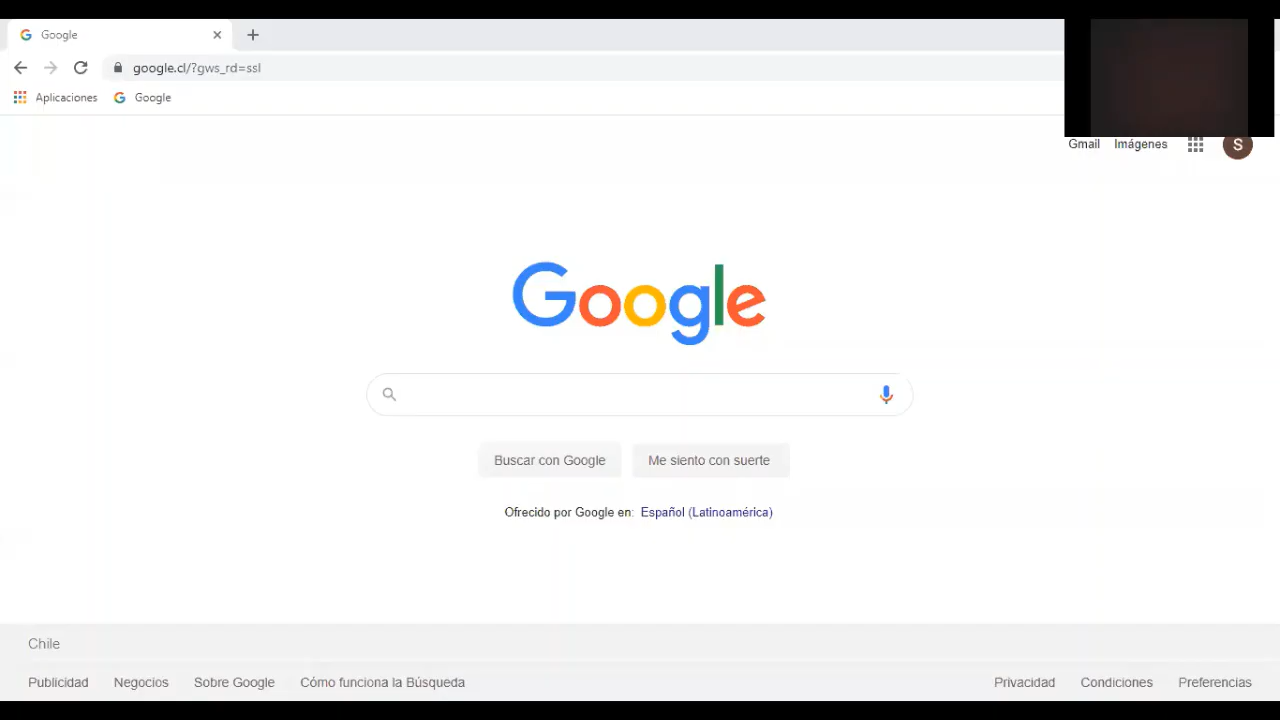 Google
google.cl/?gws_rd=ssl
Aplicaciones Google
Gmail Imágenes S
Google
Buscar con Google Me siento con suerte
Ofrecido por Google en: Español (Latinoamérica)
Chile
Publicidad Negocios Sobre Google Cómo funciona la Búsqueda Privacidad Condiciones Preferencias